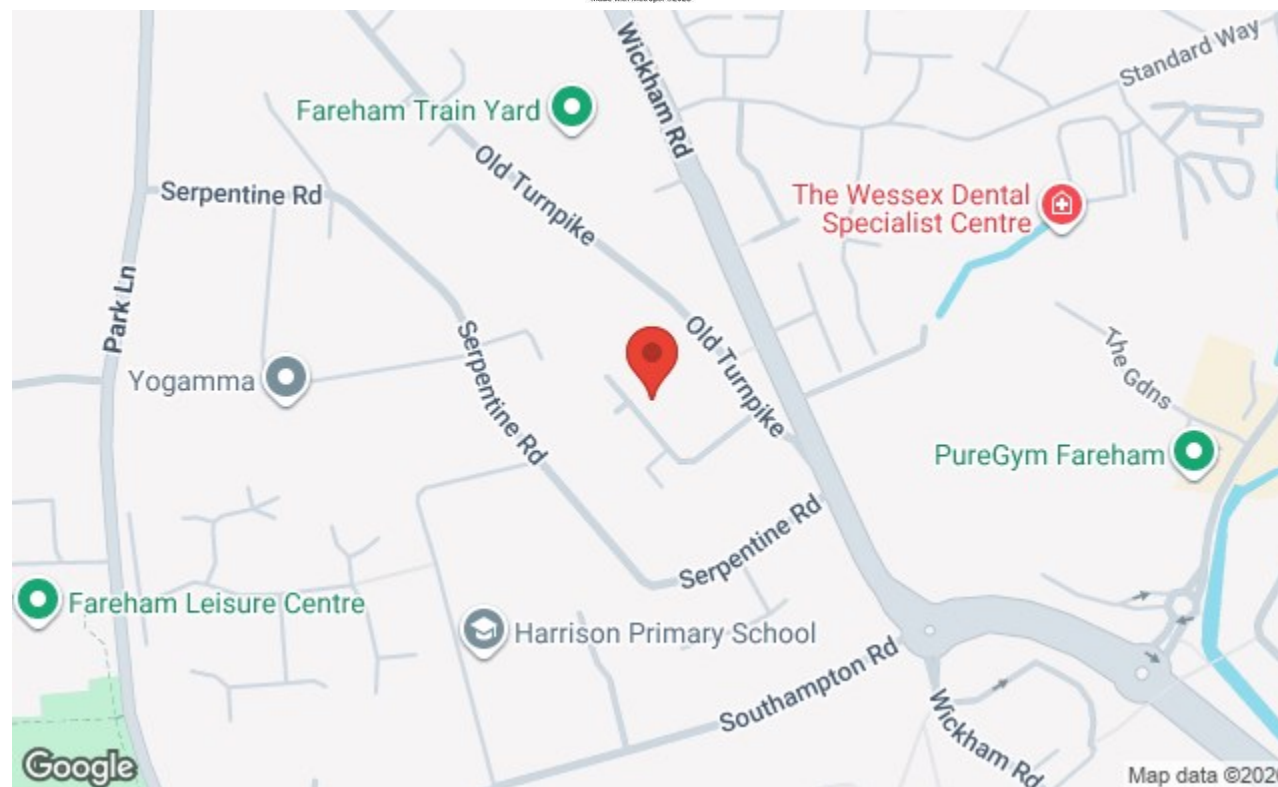 Wickham Rd
Standard Way
Fareham Train Yard
Old Turnpike
Serpentine Rd
The Wessex Dental
Specialist Centre
Park Ln
Serpentine Rd
Old Turnpike
The Gdns
Yogamma
PureGym Fareham
Serpentine Rd
Fareham Leisure Centre
Harrison Primary School
Southampton Rd
Wickham Rd
Google
Map data ©2020